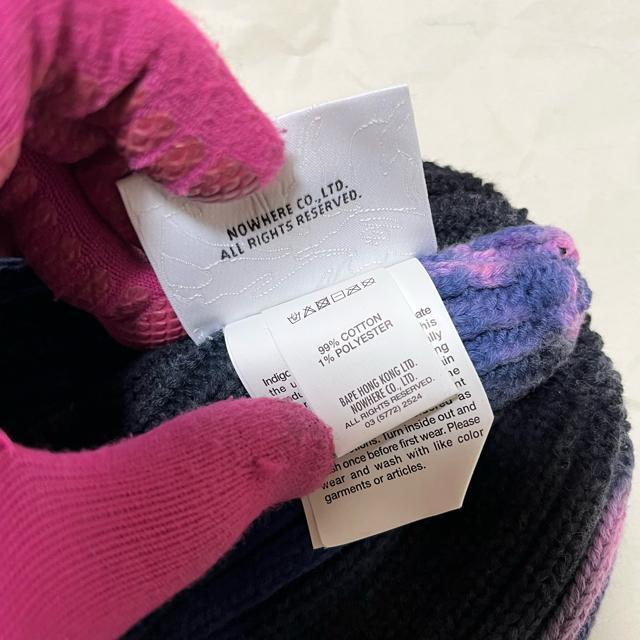 NOWHERE CO., LTD.
ALL RIGHTS RESERVED.
99% COTTON
1% POLYESTER
BAPE HONG KONG LTD.
NOWHERE CO., LTD.
ALL RIGHTS RESERVED.
03 (5772) 2524
the
as
Turn inside out and
once before first wear. Please
wear and wash with like color
garments or articles.